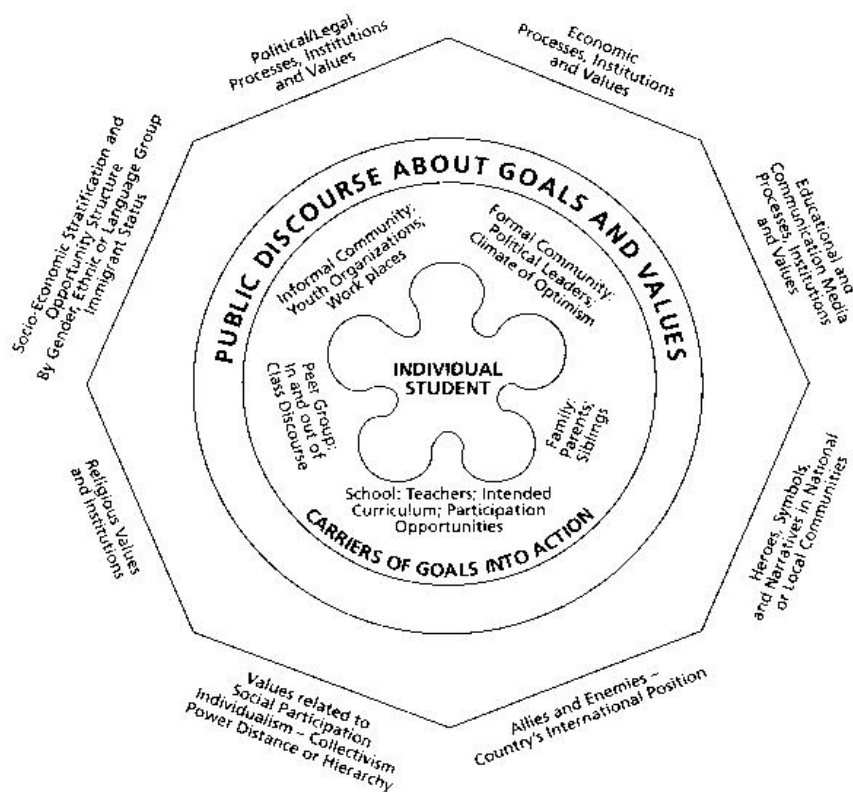 Political/Legal
Processes, Institutions
and Values
Economic
Processes, Institutions
and Values
Educational and
Communication Media
Processes, Institutions
and Values
Heroes, Symbols,
and Narratives in National
or Local Communities
Allies and Enemies –
Country's International Position
Values related to
Social Participation
Individualism – Collectivism
Power Distance or Hierarchy
Religious Values
and Institutions
Socio-Economic Stratification and
Opportunity Structure
By Gender, Ethnic or Language Group
Immigrant Status
PUBLIC DISCOURSE ABOUT GOALS AND VALUES
Informal Community;
Youth Organizations;
Work places
Formal Community;
Political Leaders;
Climate of Optimism
Peer Group;
In and out of
Class Discourse
INDIVIDUAL
STUDENT
Family;
Parents;
Siblings
School: Teachers; Intended
Curriculum; Participation
Opportunities
CARRIERS OF GOALS INTO ACTION